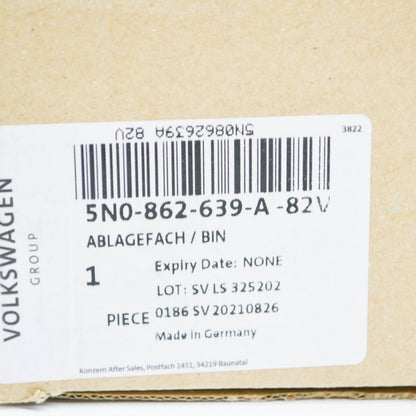 5N0862639A 82V
3822
5N0-862-639-A -82V
ABLAGEFACH / BIN
1
PIECE
Expiry Date: NONE
LOT: SV LS 325202
0186 SV 20210826
Made in Germany
Konzern After Sales, Postfach 1451, 34219 Baunatal
VOLKSWAGEN
GROUP